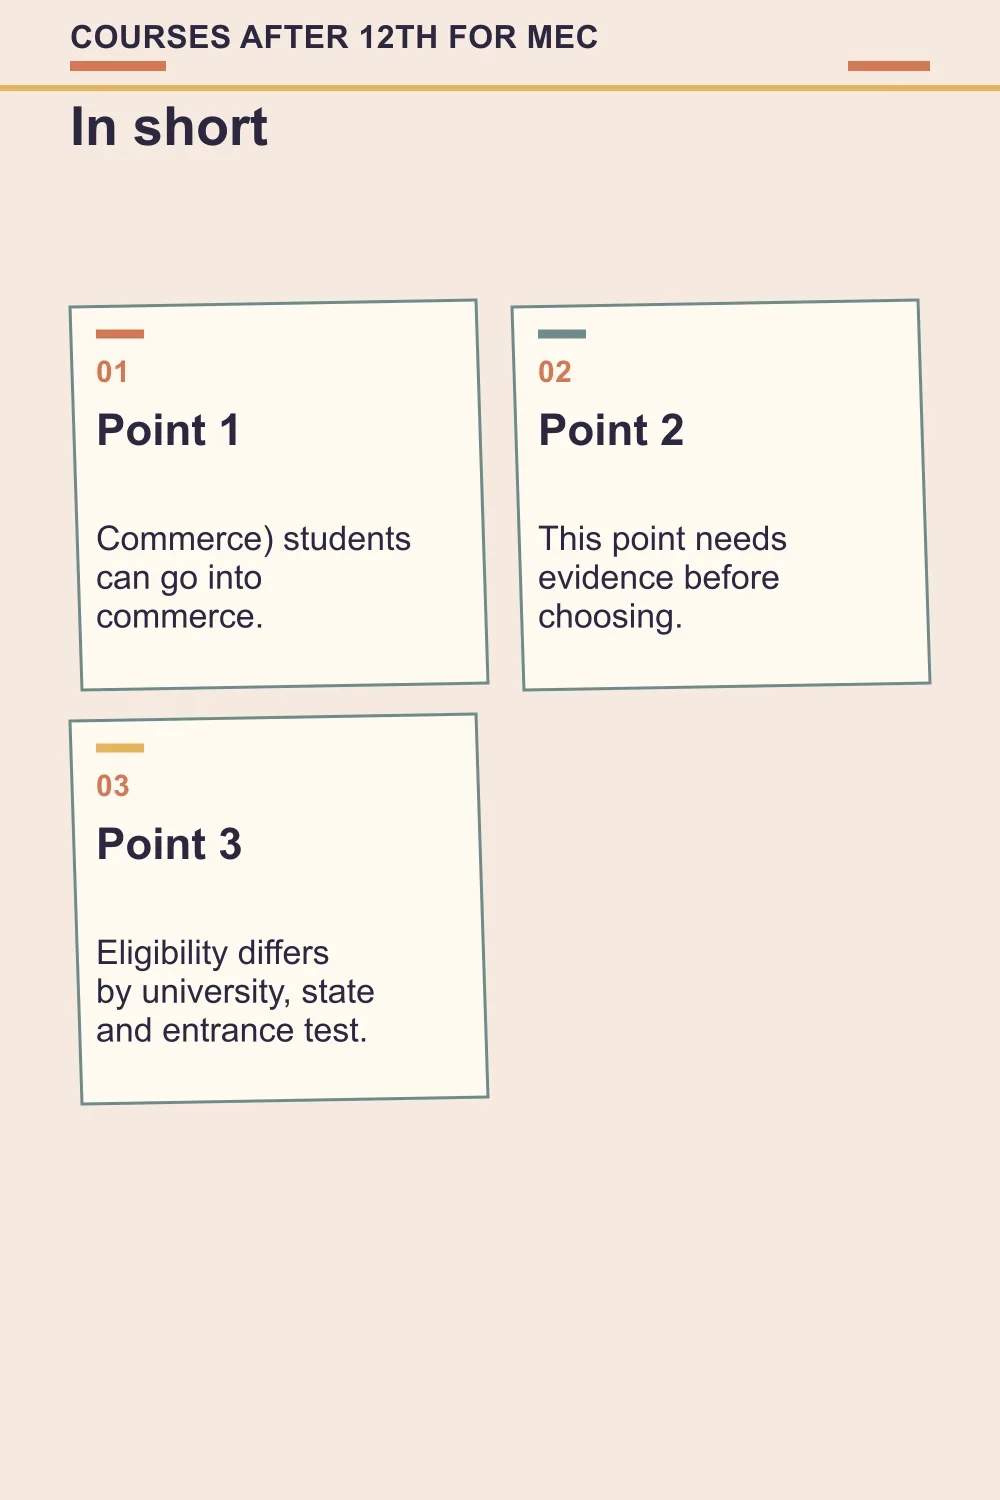 COURSES AFTER 12TH FOR MEC
In short
01
Point 1
Commerce) students
can go into
commerce.
02
Point 2
This point needs
evidence before
choosing.
03
Point 3
Eligibility differs
by university, state
and entrance test.